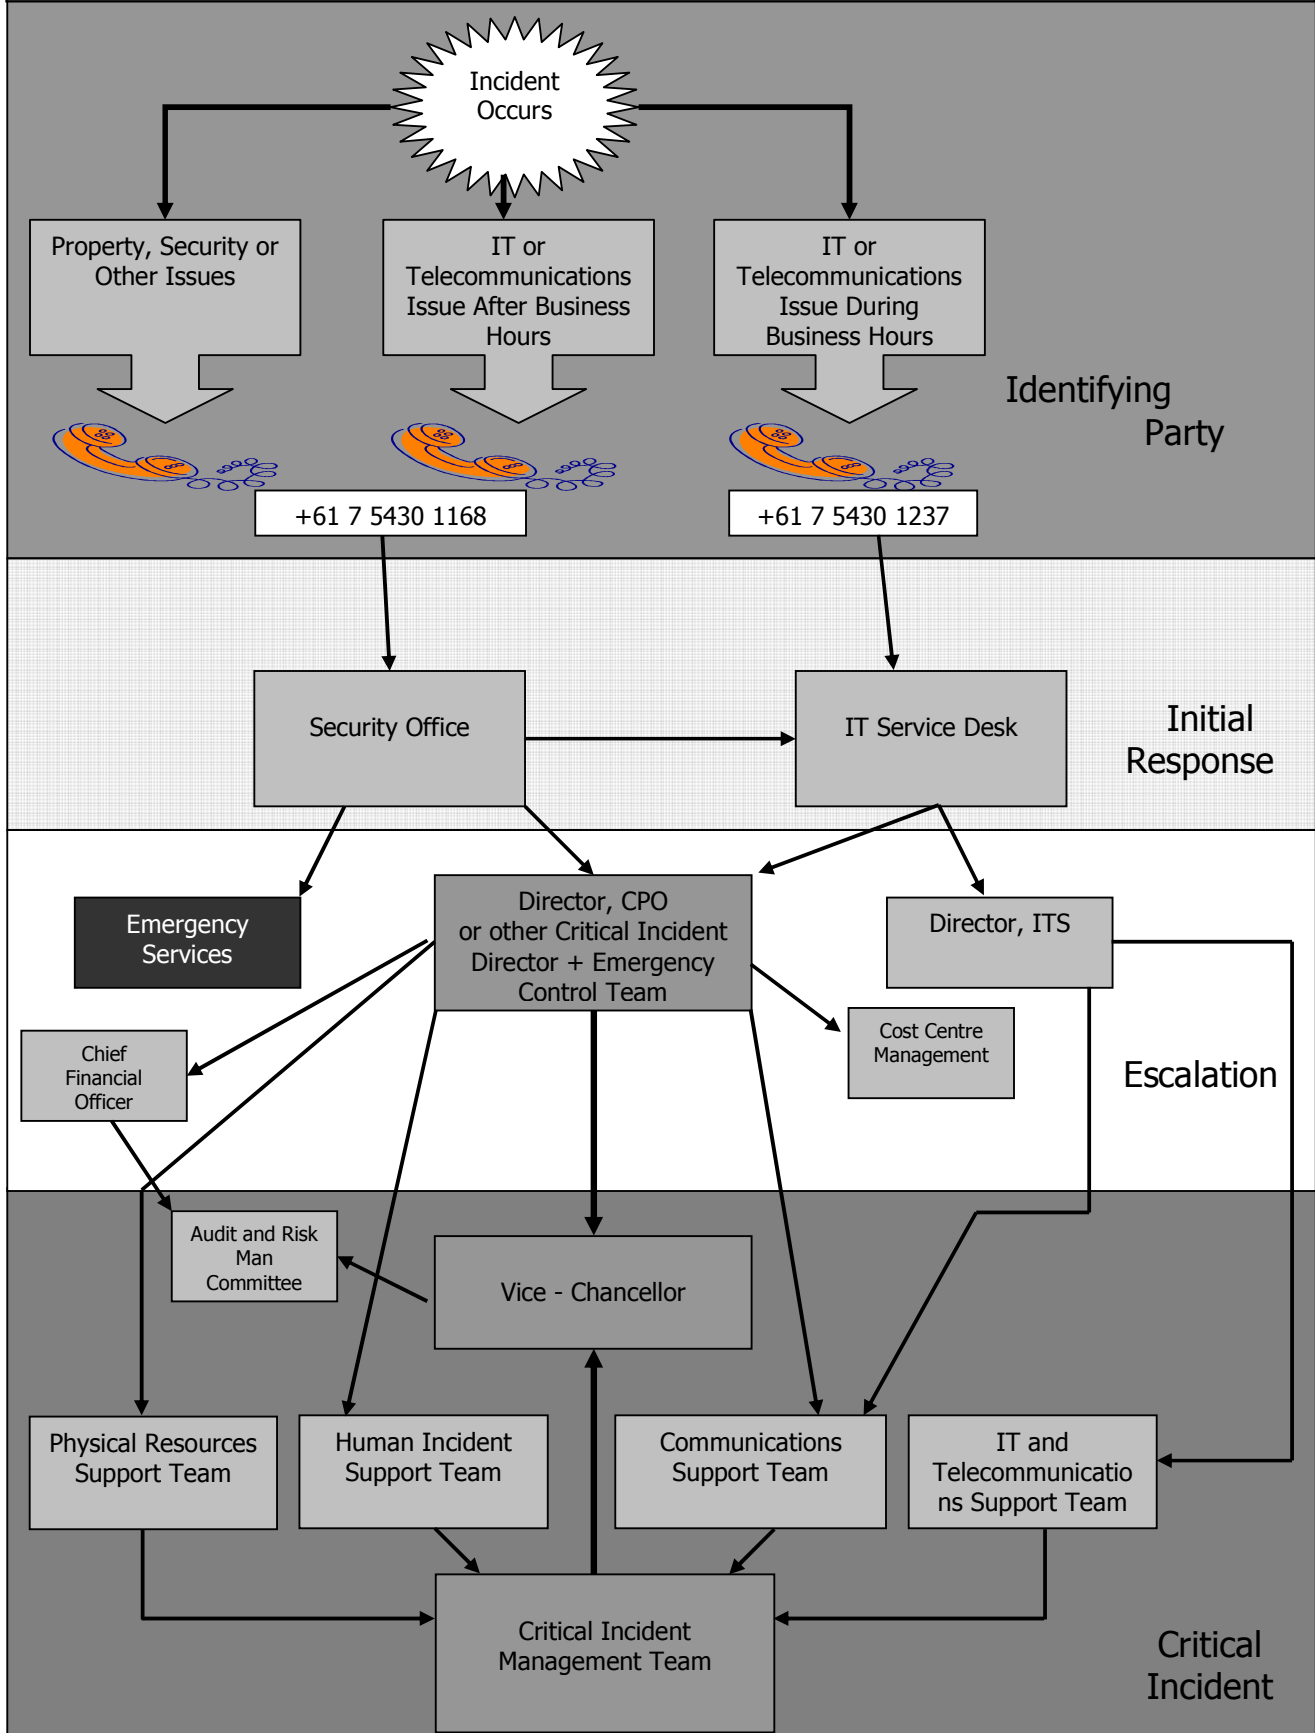 Incident
Occurs
Property, Security or
Other Issues
IT or
Telecommunications
Issue After Business
Hours
IT or
Telecommunications
Issue During
Business Hours
Identifying
Party
+61 7 5430 1168
+61 7 5430 1237
Security Office
IT Service Desk
Initial
Response
Emergency
Services
Director, CPO
or other Critical Incident
Director + Emergency
Control Team
Director, ITS
Chief
Financial
Officer
Cost Centre
Management
Escalation
Audit and Risk
Man
Committee
Vice - Chancellor
Physical Resources
Support Team
Human Incident
Support Team
Communications
Support Team
IT and
Telecommunicatio
ns Support Team
Critical Incident
Management Team
Critical
Incident